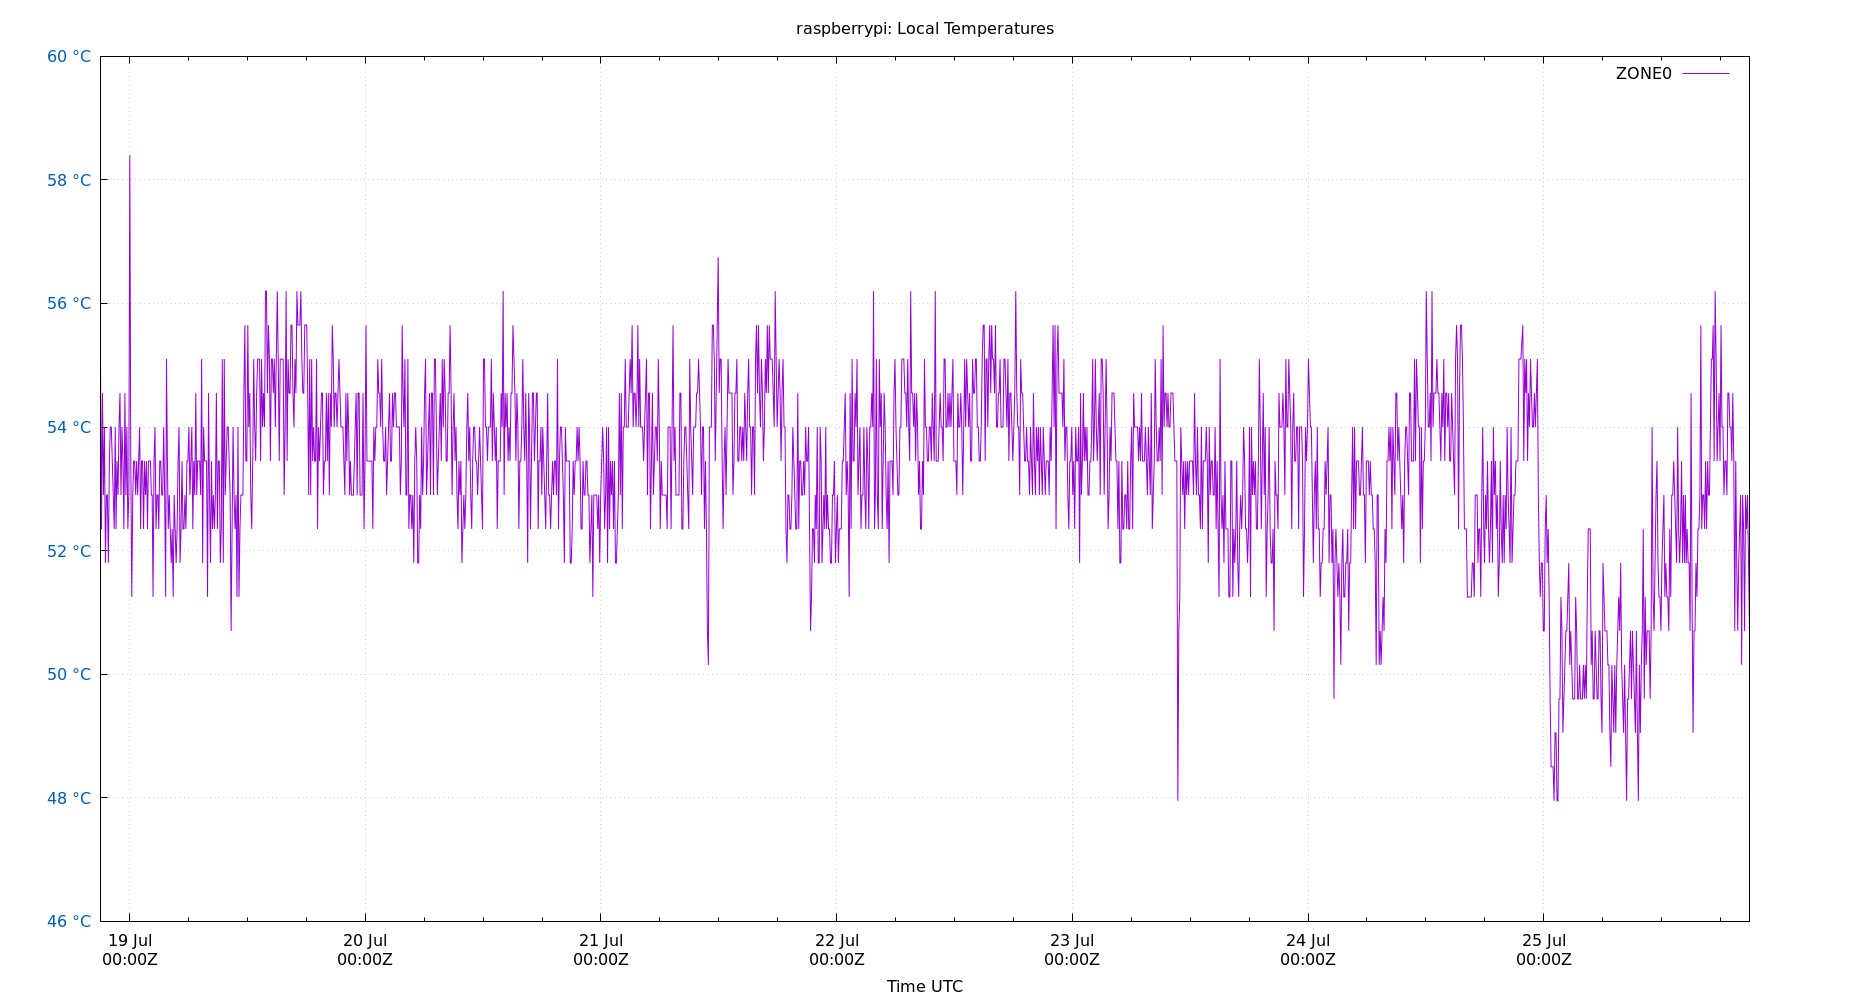 raspberrypi: Local Temperatures
60 °C
ZONE0
58 °C
56 °C
54 °C
52 °C
50 °C
48 °C
46 °C
19 Jul 20 Jul 21 Jul 22 Jul 23 Jul 24 Jul 25 Jul
00:00Z 00:00Z 00:00Z 00:00Z 00:00Z 00:00Z 00:00Z
Time UTC